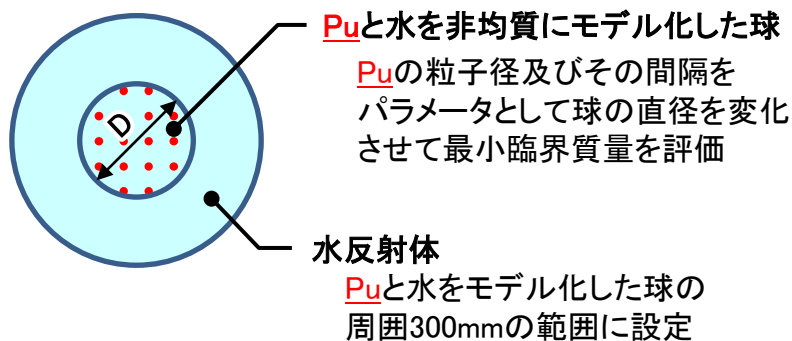 Puと水を非均質にモデル化した球
Puの粒子径及びその間隔を
パラメータとして球の直径を変化
させて最小臨界質量を評価
D
水反射体
Puと水をモデル化した球の
周囲300mmの範囲に設定